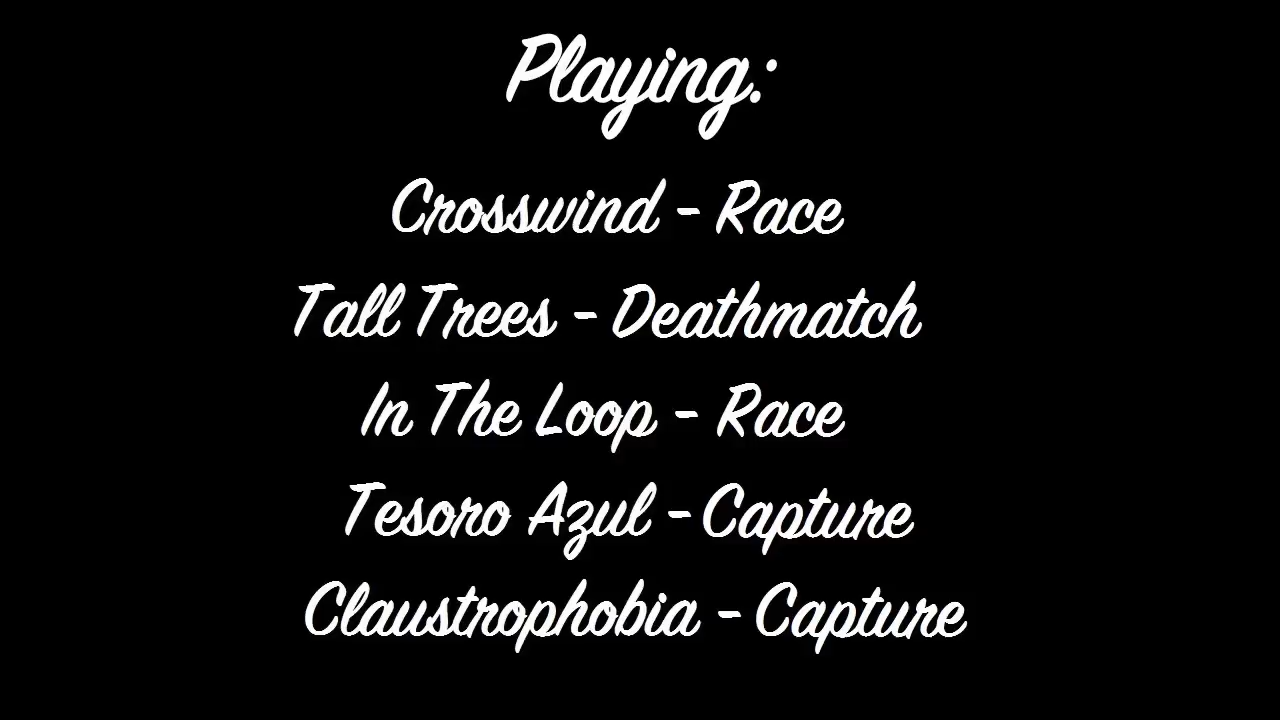 Playing:
Crosswind - Race
Tall Trees - Deathmatch
In The Loop - Race
Tesoro Azul - Capture
Claustrophobia - Capture